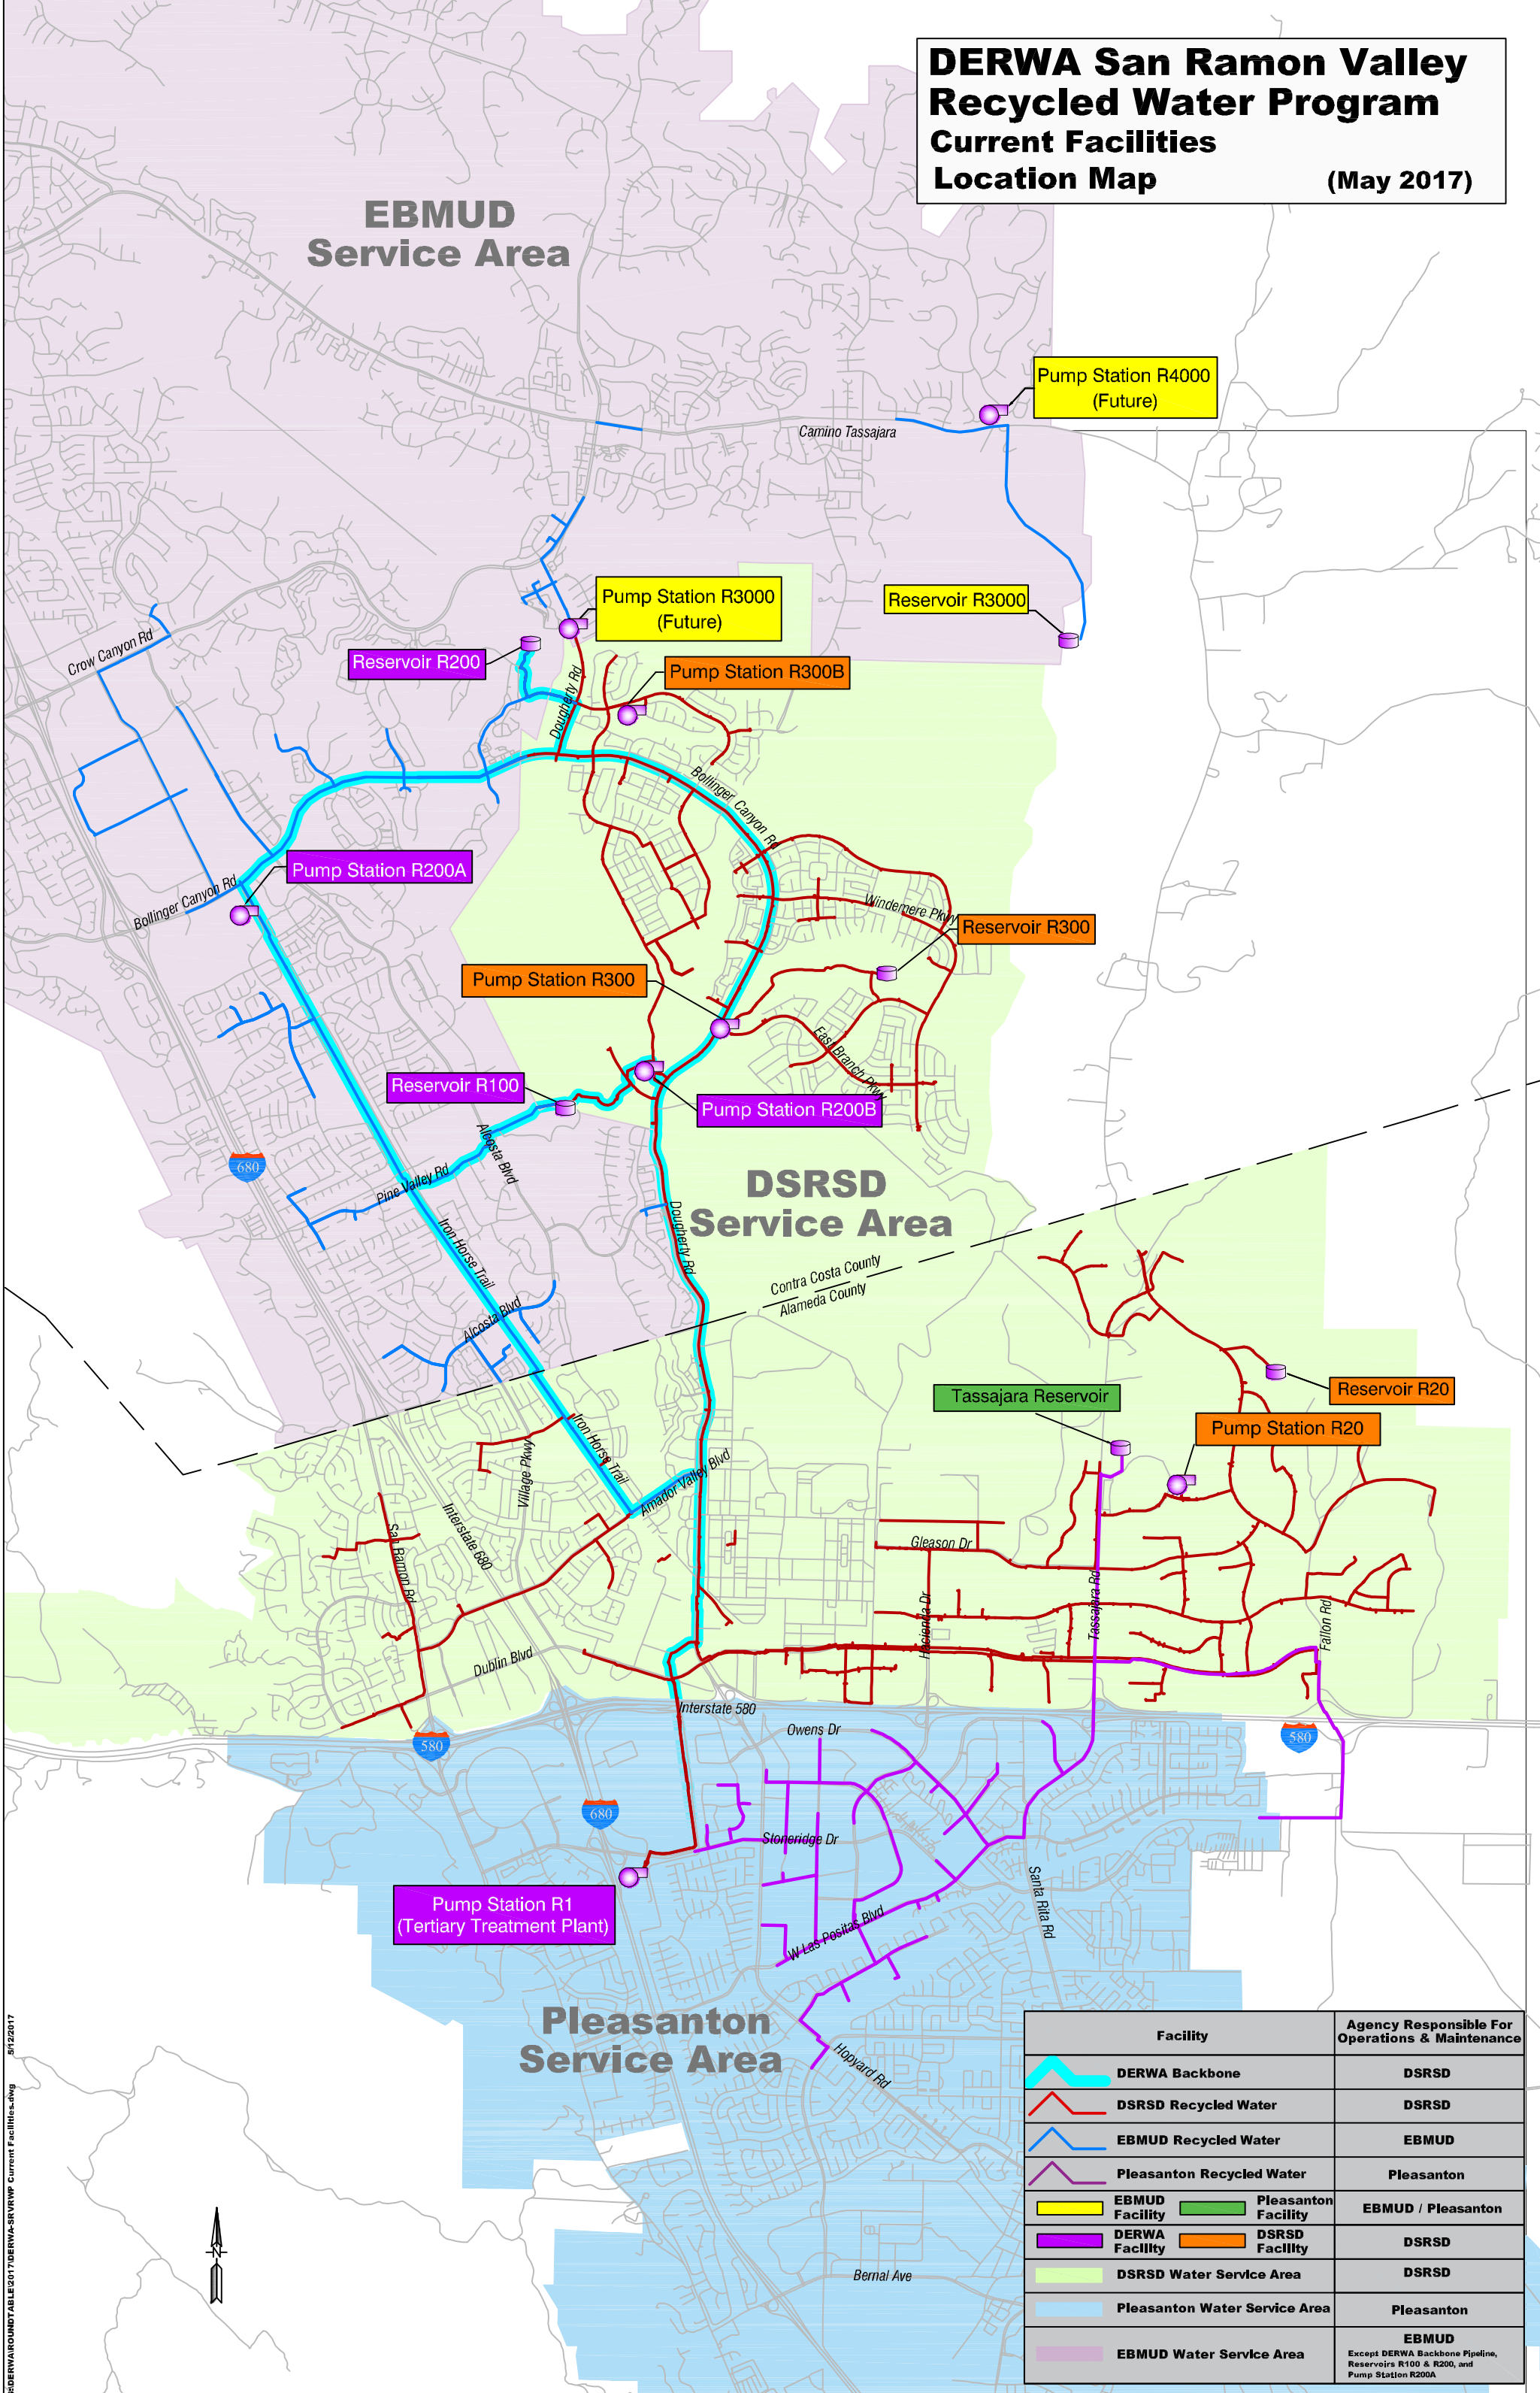 DERWA San Ramon Valley
Recycled Water Program
Current Facilities
Location Map (May 2017)
EBMUD
Service Area
Pump Station R4000
(Future)
Camino Tassajara
Pump Station R3000
(Future)
Reservoir R3000
Crow Canyon Rd
Reservoir R200
Pump Station R300B
Dougherty Rd
Bollinger Canyon Rd
Pump Station R200A
Bollinger Canyon Rd
Windemere Pkwy
Reservoir R300
Pump Station R300
East Branch Pkwy
Reservoir R100
Pump Station R200B
Alcosta Blvd
680
Pine Valley Rd
DSRSD
Service Area
Dougherty Rd
Iron Horse Trail
Contra Costa County
Alameda County
Alcosta Blvd
Tassajara Reservoir
Reservoir R20
Pump Station R20
Iron Horse Trail
Village Pkwy
Amador Valley Blvd
Interstate 680
San Ramon Rd
Gleason Dr
Hacienda Dr
Tassajara Rd
Fallon Rd
Dublin Blvd
Interstate 580
Owens Dr
580
580
680
Stoneridge Dr
Santa Rita Rd
Pump Station R1
(Tertiary Treatment Plant)
W Las Positas Blvd
Pleasanton
Service Area
Hopyard Rd
Bernal Ave
N
Facility
Agency Responsible For
Operations & Maintenance
DERWA Backbone DSRSD
DSRSD Recycled Water DSRSD
EBMUD Recycled Water EBMUD
Pleasanton Recycled Water Pleasanton
EBMUD
Facility
Pleasanton
Facility
EBMUD / Pleasanton
DERWA
Facility
DSRSD
Facility
DSRSD
DSRSD Water Service Area DSRSD
Pleasanton Water Service Area Pleasanton
EBMUD Water Service Area
EBMUD
Except DERWA Backbone Pipeline,
Reservoirs R100 & R200, and
Pump Station R200A
DERWA\ROUNDTABLE\2017\DERWA-SRVRWP Current Facilities.dwg 5/12/2017